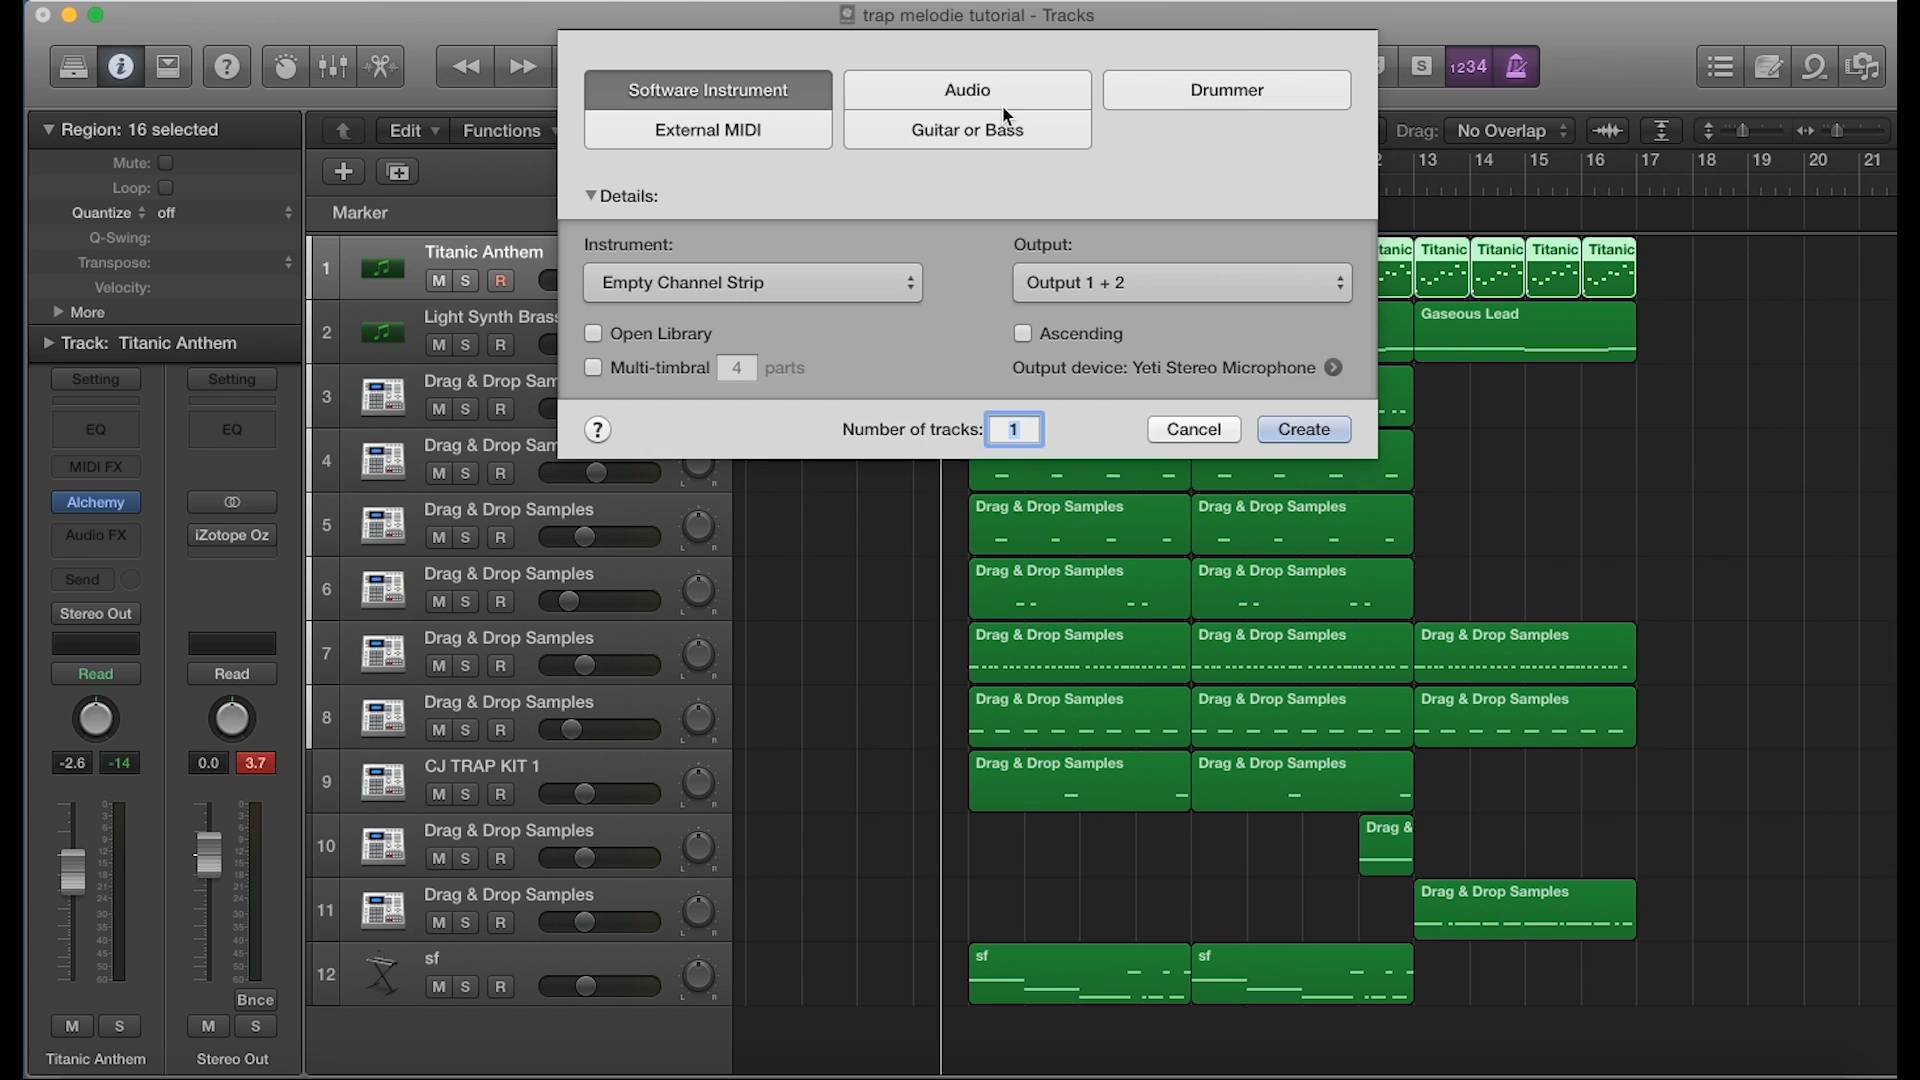 trap melodie tutorial - Tracks
S 1234
Software Instrument Audio Drummer
External MIDI Guitar or Bass
Details:
Instrument: Output:
Empty Channel Strip Output 1 + 2
Open Library Ascending
Multi-timbral 4 parts Output device: Yeti Stereo Microphone
? Number of tracks: 1 Cancel Create
Region: 16 selected
Mute:
Loop:
Quantize off
Q-Swing:
Transpose:
Velocity:
More
Track: Titanic Anthem
Setting Setting
EQ EQ
MIDI FX
Alchemy
Audio FX iZotope Oz
Send
Stereo Out
Read Read
-2.6 -14 0.0 3.7
Bnce
M S M S
Titanic Anthem Stereo Out
Edit Functions Drag: No Overlap
13 14 15 16 17 18 19 20 21
Marker
1 Titanic Anthem
M S R
2 Light Synth Brass
M S R
3 Drag & Drop Sam
M S R
4 Drag & Drop Sam
M S R
5 Drag & Drop Samples
M S R
6 Drag & Drop Samples
M S R
7 Drag & Drop Samples
M S R
8 Drag & Drop Samples
M S R
9 CJ TRAP KIT 1
M S R
10 Drag & Drop Samples
M S R
11 Drag & Drop Samples
M S R
12 sf
M S R
tanic Titanic Titanic Titanic Titanic
Gaseous Lead
Drag & Drop Samples Drag & Drop Samples
Drag & Drop Samples Drag & Drop Samples
Drag & Drop Samples Drag & Drop Samples Drag & Drop Samples
Drag & Drop Samples Drag & Drop Samples Drag & Drop Samples
Drag & Drop Samples Drag & Drop Samples
Drag &
Drag & Drop Samples
sf sf